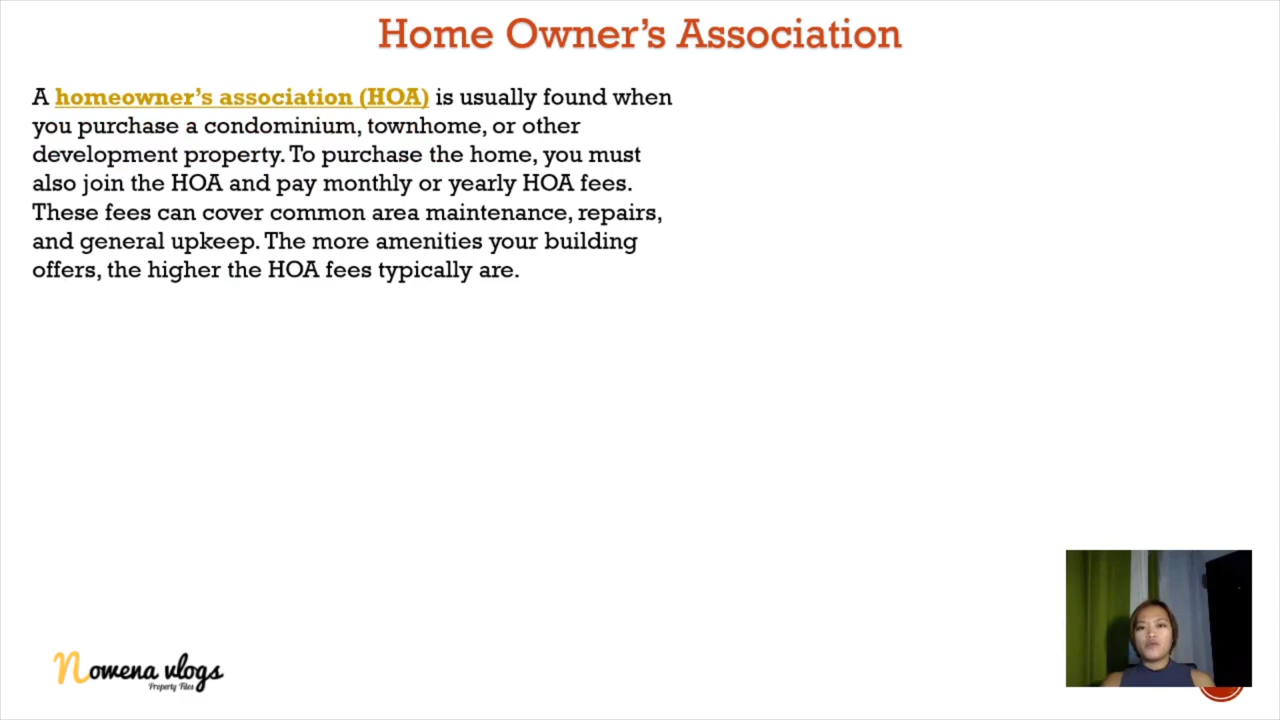 Home Owner's Association
A homeowner's association (HOA) is usually found when
you purchase a condominium, townhome, or other
development property. To purchase the home, you must
also join the HOA and pay monthly or yearly HOA fees.
These fees can cover common area maintenance, repairs,
and general upkeep. The more amenities your building
offers, the higher the HOA fees typically are.
Nowena vlogs
Property Files